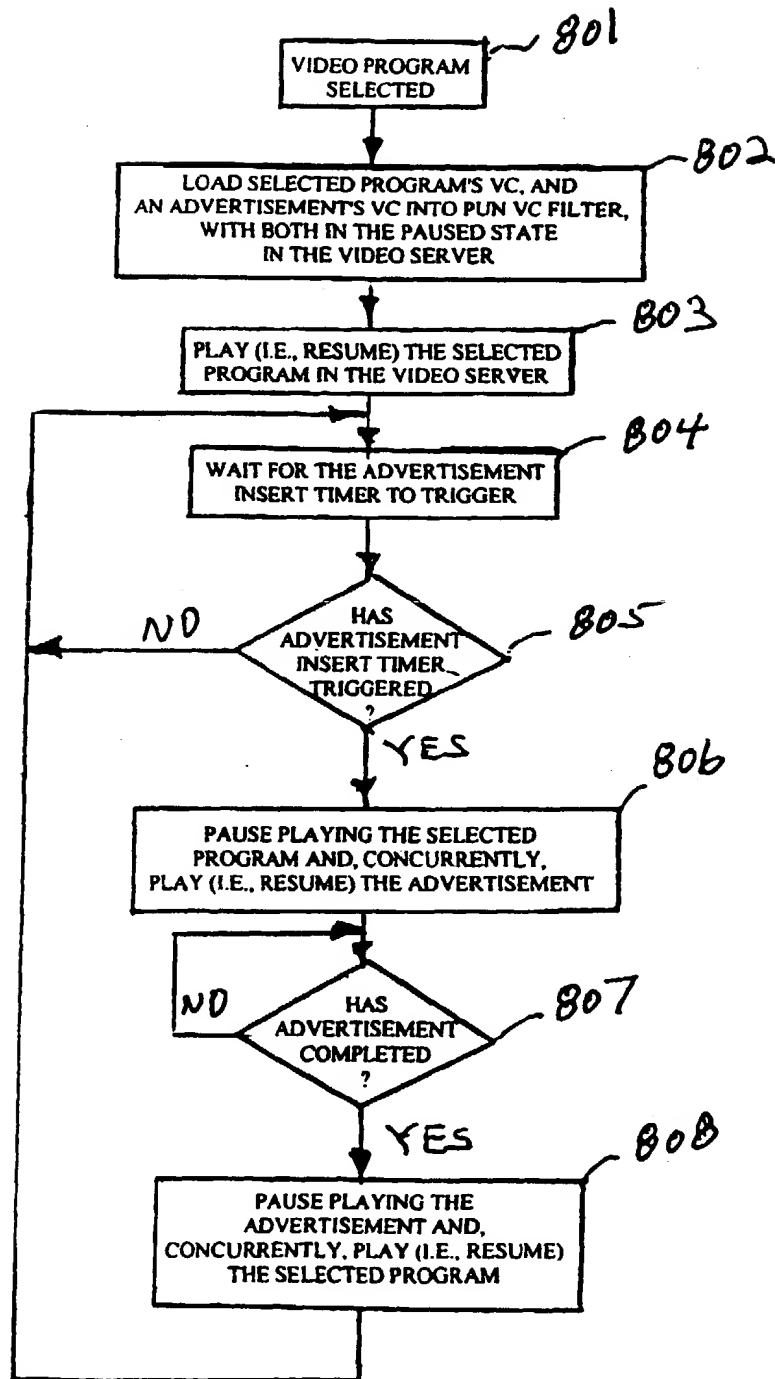 801
VIDEO PROGRAM
SELECTED
802
LOAD SELECTED PROGRAM'S VC, AND
AN ADVERTISEMENT'S VC INTO PUN VC FILTER,
WITH BOTH IN THE PAUSED STATE
IN THE VIDEO SERVER
803
PLAY (I.E., RESUME) THE SELECTED
PROGRAM IN THE VIDEO SERVER
804
WAIT FOR THE ADVERTISEMENT
INSERT TIMER TO TRIGGER
805
HAS
ADVERTISEMENT
INSERT TIMER
TRIGGERED
?
NO
YES
806
PAUSE PLAYING THE SELECTED
PROGRAM AND, CONCURRENTLY,
PLAY (I.E., RESUME) THE ADVERTISEMENT
807
HAS
ADVERTISEMENT
COMPLETED
?
NO
YES
808
PAUSE PLAYING THE
ADVERTISEMENT AND,
CONCURRENTLY, PLAY (I.E., RESUME)
THE SELECTED PROGRAM